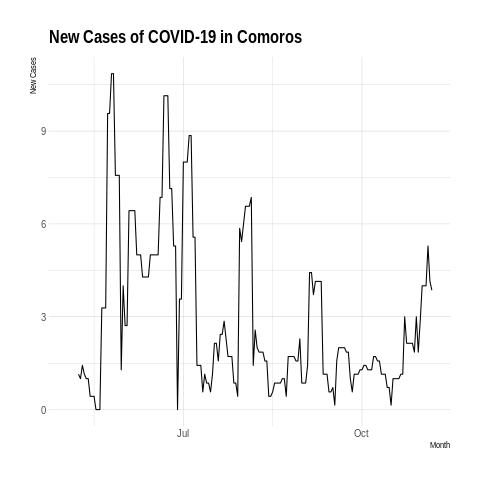 New Cases of COVID-19 in Comoros
New Cases
9
6
3
0
Jul
Oct
Month